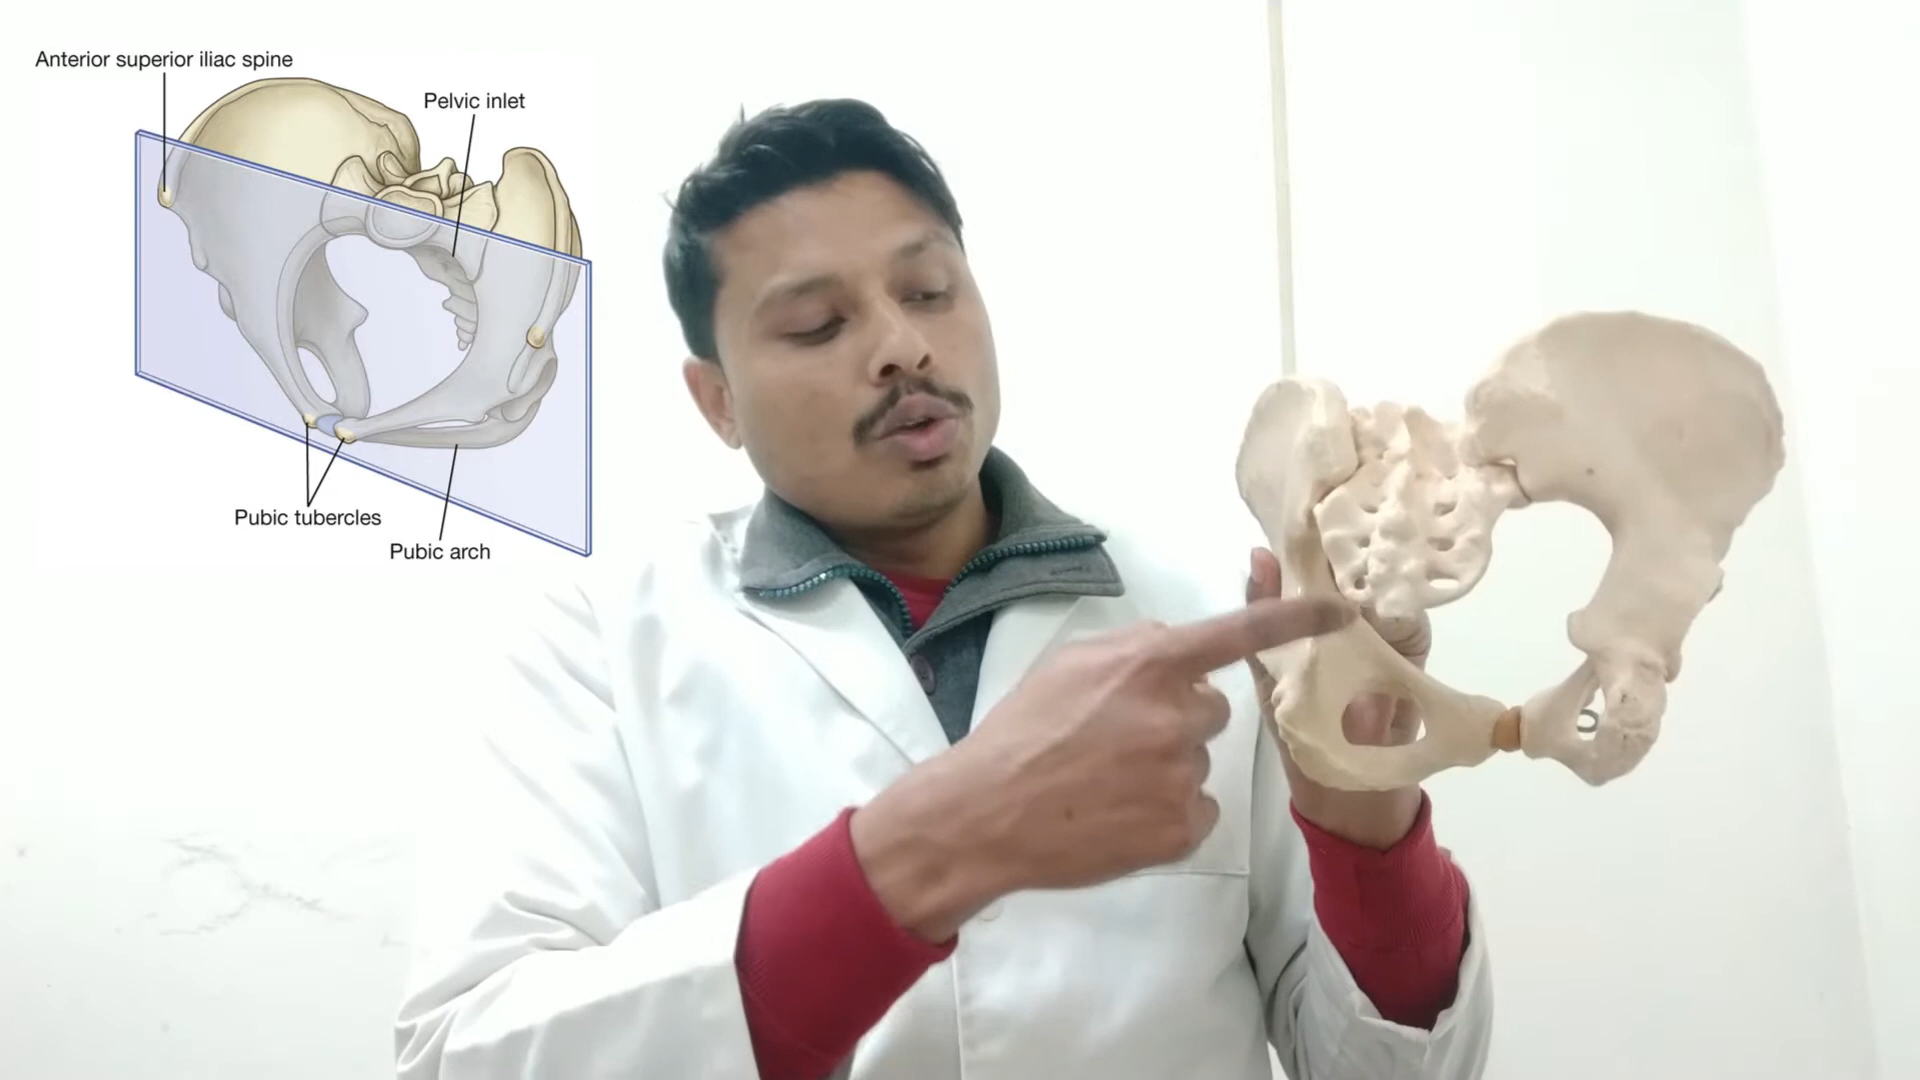 Anterior superior iliac spine
Pelvic inlet
Pubic tubercles
Pubic arch